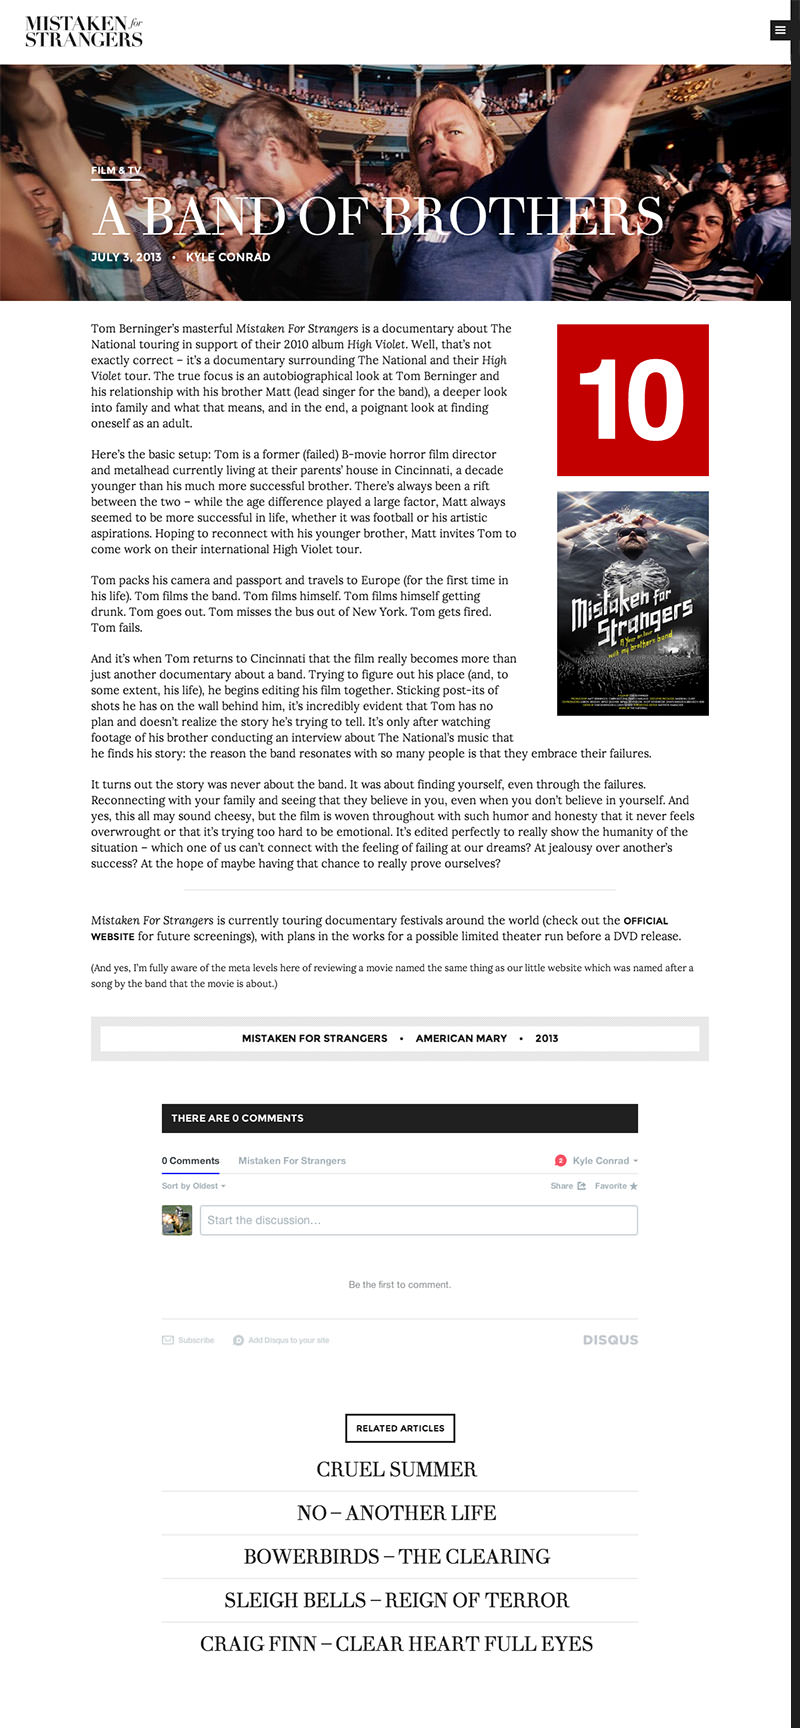 MISTAKEN for
STRANGERS
FILM & TV
A BAND OF BROTHERS
JULY 3, 2013 • KYLE CONRAD
Tom Berninger's masterful Mistaken For Strangers is a documentary about The
National touring in support of their 2010 album High Violet. Well, that's not
exactly correct – it's a documentary surrounding The National and their High
Violet tour. The true focus is an autobiographical look at Tom Berninger and
his relationship with his brother Matt (lead singer for the band), a deeper look
into family and what that means, and in the end, a poignant look at finding
oneself as an adult.
10
Here's the basic setup: Tom is a former (failed) B-movie horror film director
and metalhead currently living at their parents' house in Cincinnati, a decade
younger than his much more successful brother. There's always been a rift
between the two – while the age difference played a large factor, Matt always
seemed to be more successful in life, whether it was football or his artistic
aspirations. Hoping to reconnect with his younger brother, Matt invites Tom to
come work on their international High Violet tour.
Mistaken for
Strangers
A Year on tour
with my brother's band
Tom packs his camera and passport and travels to Europe (for the first time in
his life). Tom films the band. Tom films himself. Tom films himself getting
drunk. Tom goes out. Tom misses the bus out of New York. Tom gets fired.
Tom fails.
And it's when Tom returns to Cincinnati that the film really becomes more than
just another documentary about a band. Trying to figure out his place (and, to
some extent, his life), he begins editing his film together. Sticking post-its of
shots he has on the wall behind him, it's incredibly evident that Tom has no
plan and doesn't realize the story he's trying to tell. It's only after watching
footage of his brother conducting an interview about The National's music that
he finds his story: the reason the band resonates with so many people is that they embrace their failures.
It turns out the story was never about the band. It was about finding yourself, even through the failures.
Reconnecting with your family and seeing that they believe in you, even when you don't believe in yourself. And
yes, this all may sound cheesy, but the film is woven throughout with such humor and honesty that it never feels
overwrought or that it's trying too hard to be emotional. It's edited perfectly to really show the humanity of the
situation – which one of us can't connect with the feeling of failing at our dreams? At jealousy over another's
success? At the hope of maybe having that chance to really prove ourselves?
Mistaken For Strangers is currently touring documentary festivals around the world (check out the OFFICIAL
WEBSITE for future screenings), with plans in the works for a possible limited theater run before a DVD release.
(And yes, I'm fully aware of the meta levels here of reviewing a movie named the same thing as our little website which was named after a
song by the band that the movie is about.)
MISTAKEN FOR STRANGERS • AMERICAN MARY • 2013
THERE ARE 0 COMMENTS
0 Comments Mistaken For Strangers 2 Kyle Conrad
Sort by Oldest Share Favorite
Start the discussion...
Be the first to comment.
Subscribe D Add Disqus to your site DISQUS
RELATED ARTICLES
CRUEL SUMMER
NO – ANOTHER LIFE
BOWERBIRDS – THE CLEARING
SLEIGH BELLS – REIGN OF TERROR
CRAIG FINN – CLEAR HEART FULL EYES